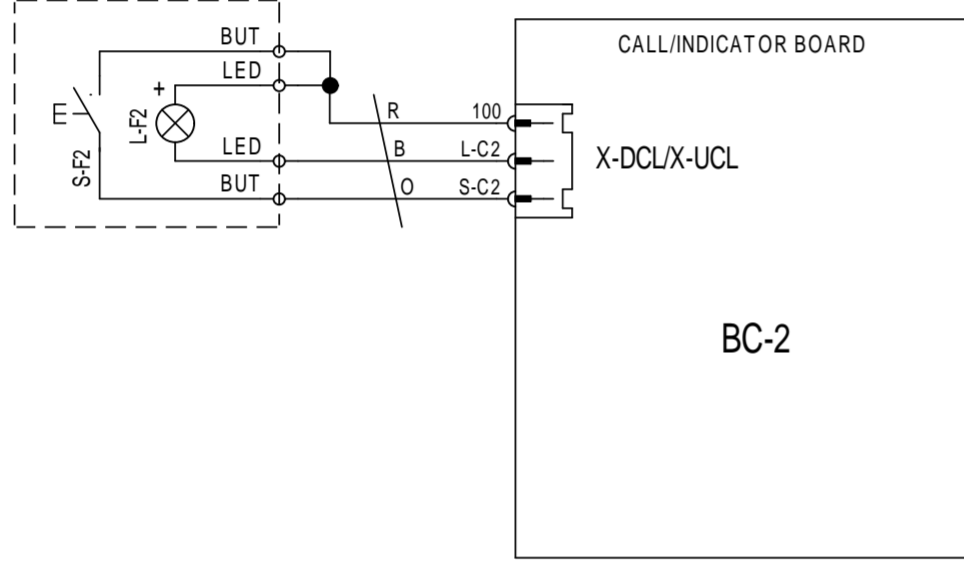 BUT
CALL/INDICATOR BOARD
LED
+
R 100
L-F2
B L-C2
X-DCL/X-UCL
LED
S-F2
BUT
O S-C2
BC-2